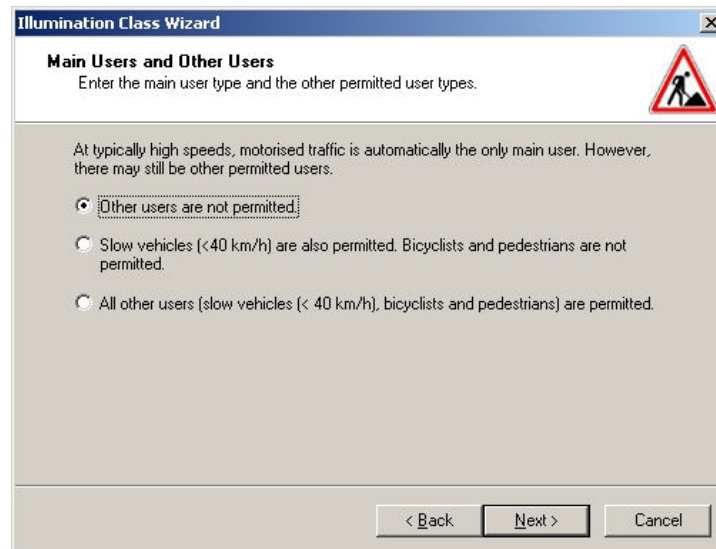 Illumination Class Wizard
Main Users and Other Users
Enter the main user type and the other permitted user types.
At typically high speeds, motorised traffic is automatically the only main user. However,
there may still be other permitted users.
Other users are not permitted.
Slow vehicles (<40 km/h) are also permitted. Bicyclists and pedestrians are not
permitted.
All other users (slow vehicles (< 40 km/h), bicyclists and pedestrians) are permitted.
< Back
Next >
Cancel